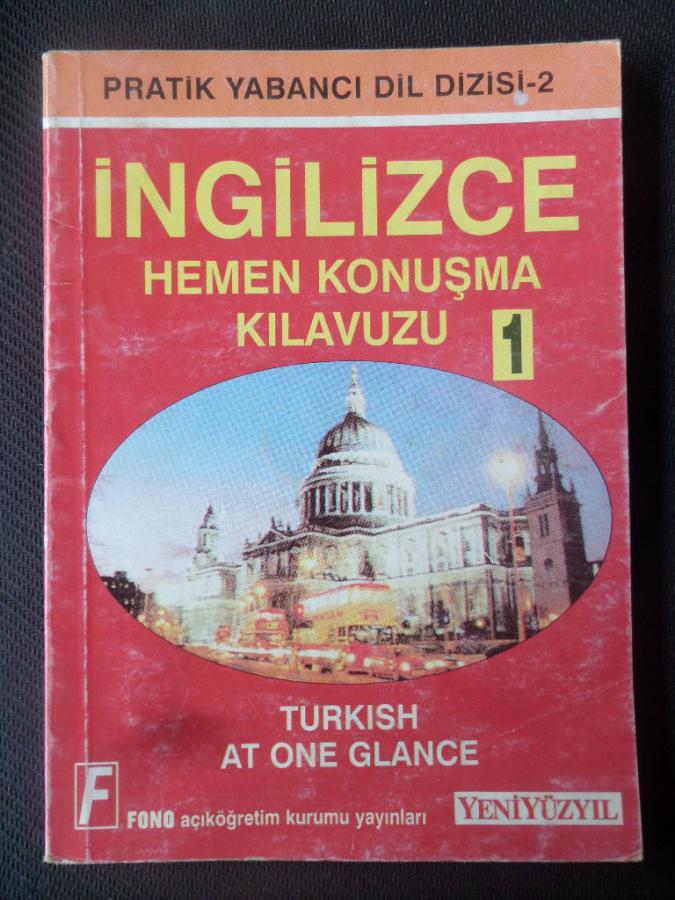 PRATİK YABANCI DİL DİZİSİ-2
İNGİLİZCE
HEMEN KONUŞMA
KILAVUZU 1
TURKISH
AT ONE GLANCE
F FONO açıköğretim kurumu yayınları
YENİYÜZYIL